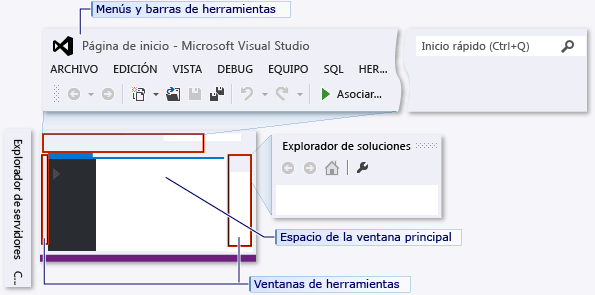 Menús y barras de herramientas
Página de inicio - Microsoft Visual Studio
Inicio rápido (Ctrl+Q)
ARCHIVO EDICIÓN VISTA DEBUG EQUIPO SQL HER...
Asociar...
Explorador de servidores C...
Explorador de soluciones
Espacio de la ventana principal
Ventanas de herramientas